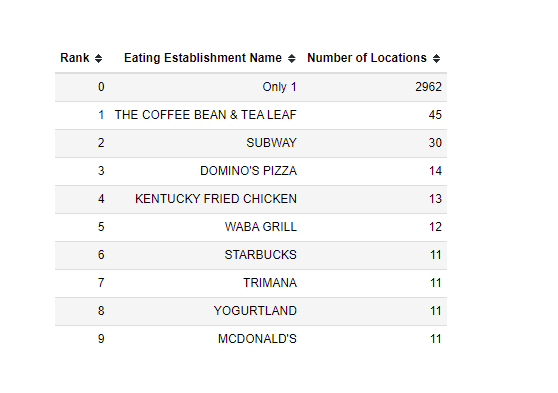 Rank Eating Establishment Name Number of Locations
0 Only 1 2962
1 THE COFFEE BEAN & TEA LEAF 45
2 SUBWAY 30
3 DOMINO'S PIZZA 14
4 KENTUCKY FRIED CHICKEN 13
5 WABA GRILL 12
6 STARBUCKS 11
7 TRIMANA 11
8 YOGURTLAND 11
9 MCDONALD'S 11